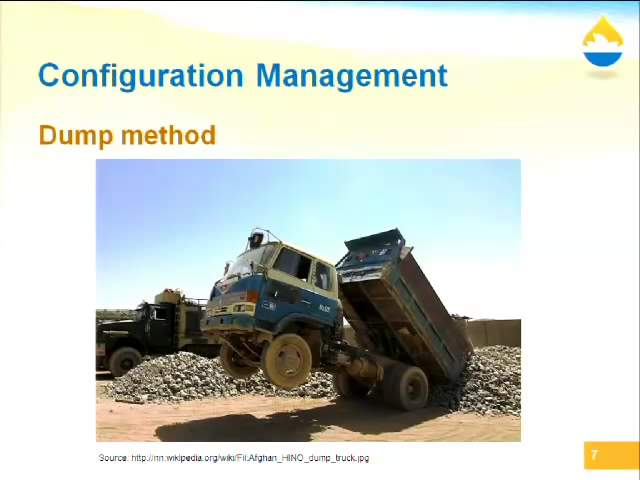 Configuration Management
Dump method
Source: http://nn.wikipedia.org/wiki/Fil:Afghan_HINO_dump_truck.jpg
7